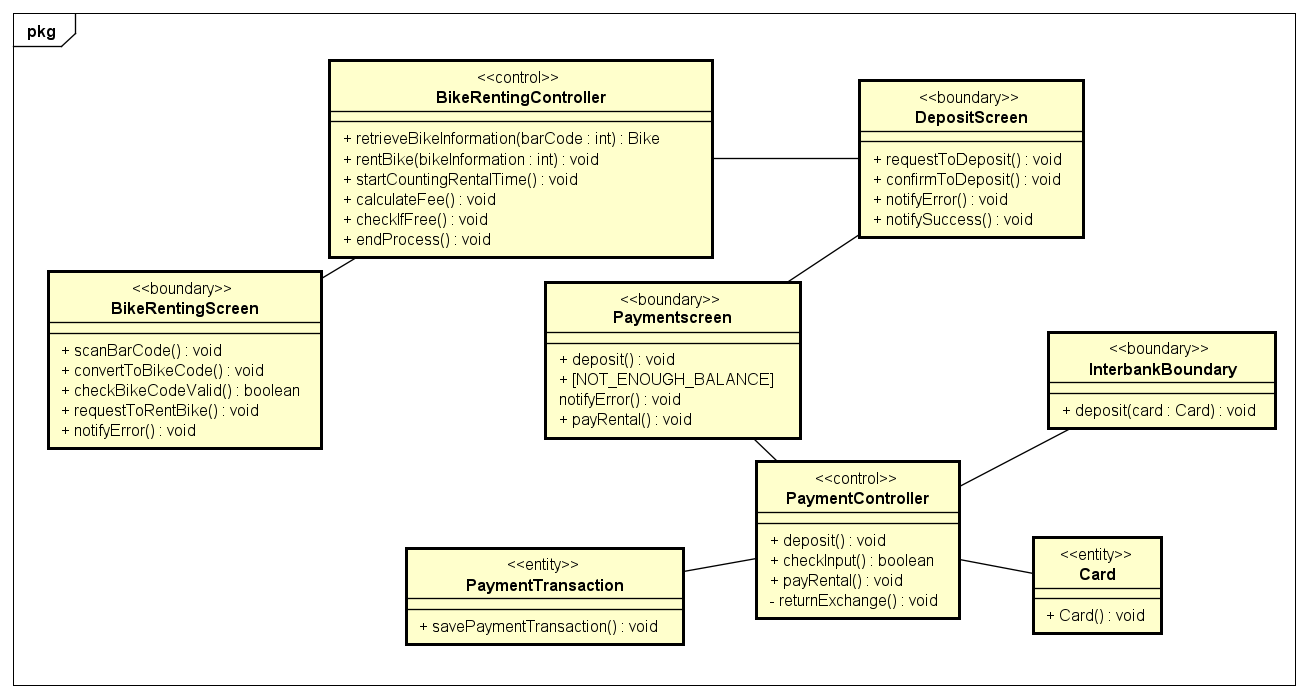 pkg
<<control>>
BikeRentingController
+ retrieveBikeInformation(barCode : int) : Bike
+ rentBike(bikeInformation : int) : void
+ startCountingRentalTime() : void
+ calculateFee() : void
+ checkIfFree() : void
+ endProcess() : void
<<boundary>>
DepositScreen
+ requestToDeposit() : void
+ confirmToDeposit() : void
+ notifyError() : void
+ notifySuccess() : void
<<boundary>>
BikeRentingScreen
+ scanBarCode() : void
+ convertToBikeCode() : void
+ checkBikeCodeValid() : boolean
+ requestToRentBike() : void
+ notifyError() : void
<<boundary>>
Paymentscreen
+ deposit() : void
+ [NOT_ENOUGH_BALANCE]
notifyError() : void
+ payRental() : void
<<boundary>>
InterbankBoundary
+ deposit(card : Card) : void
<<control>>
PaymentController
+ deposit() : void
+ checkInput() : boolean
+ payRental() : void
- returnExchange() : void
<<entity>>
PaymentTransaction
+ savePaymentTransaction() : void
<<entity>>
Card
+ Card() : void